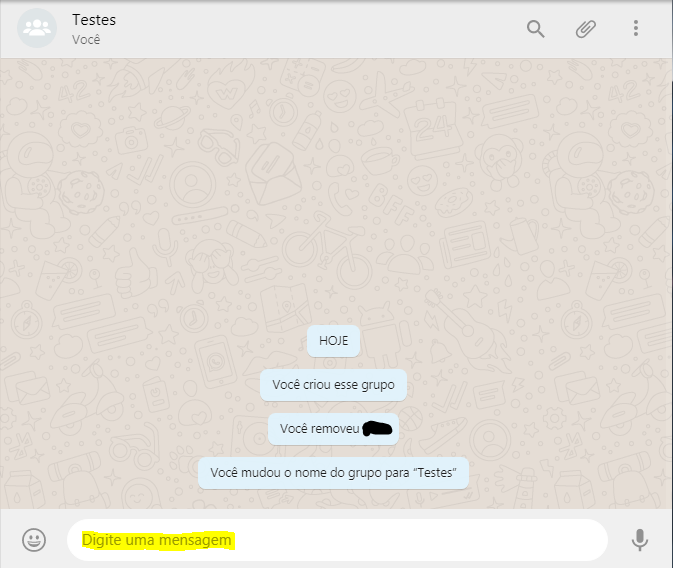 Testes
Você
HOJE
Você criou esse grupo
Você removeu
Você mudou o nome do grupo para “Testes”
Digite uma mensagem